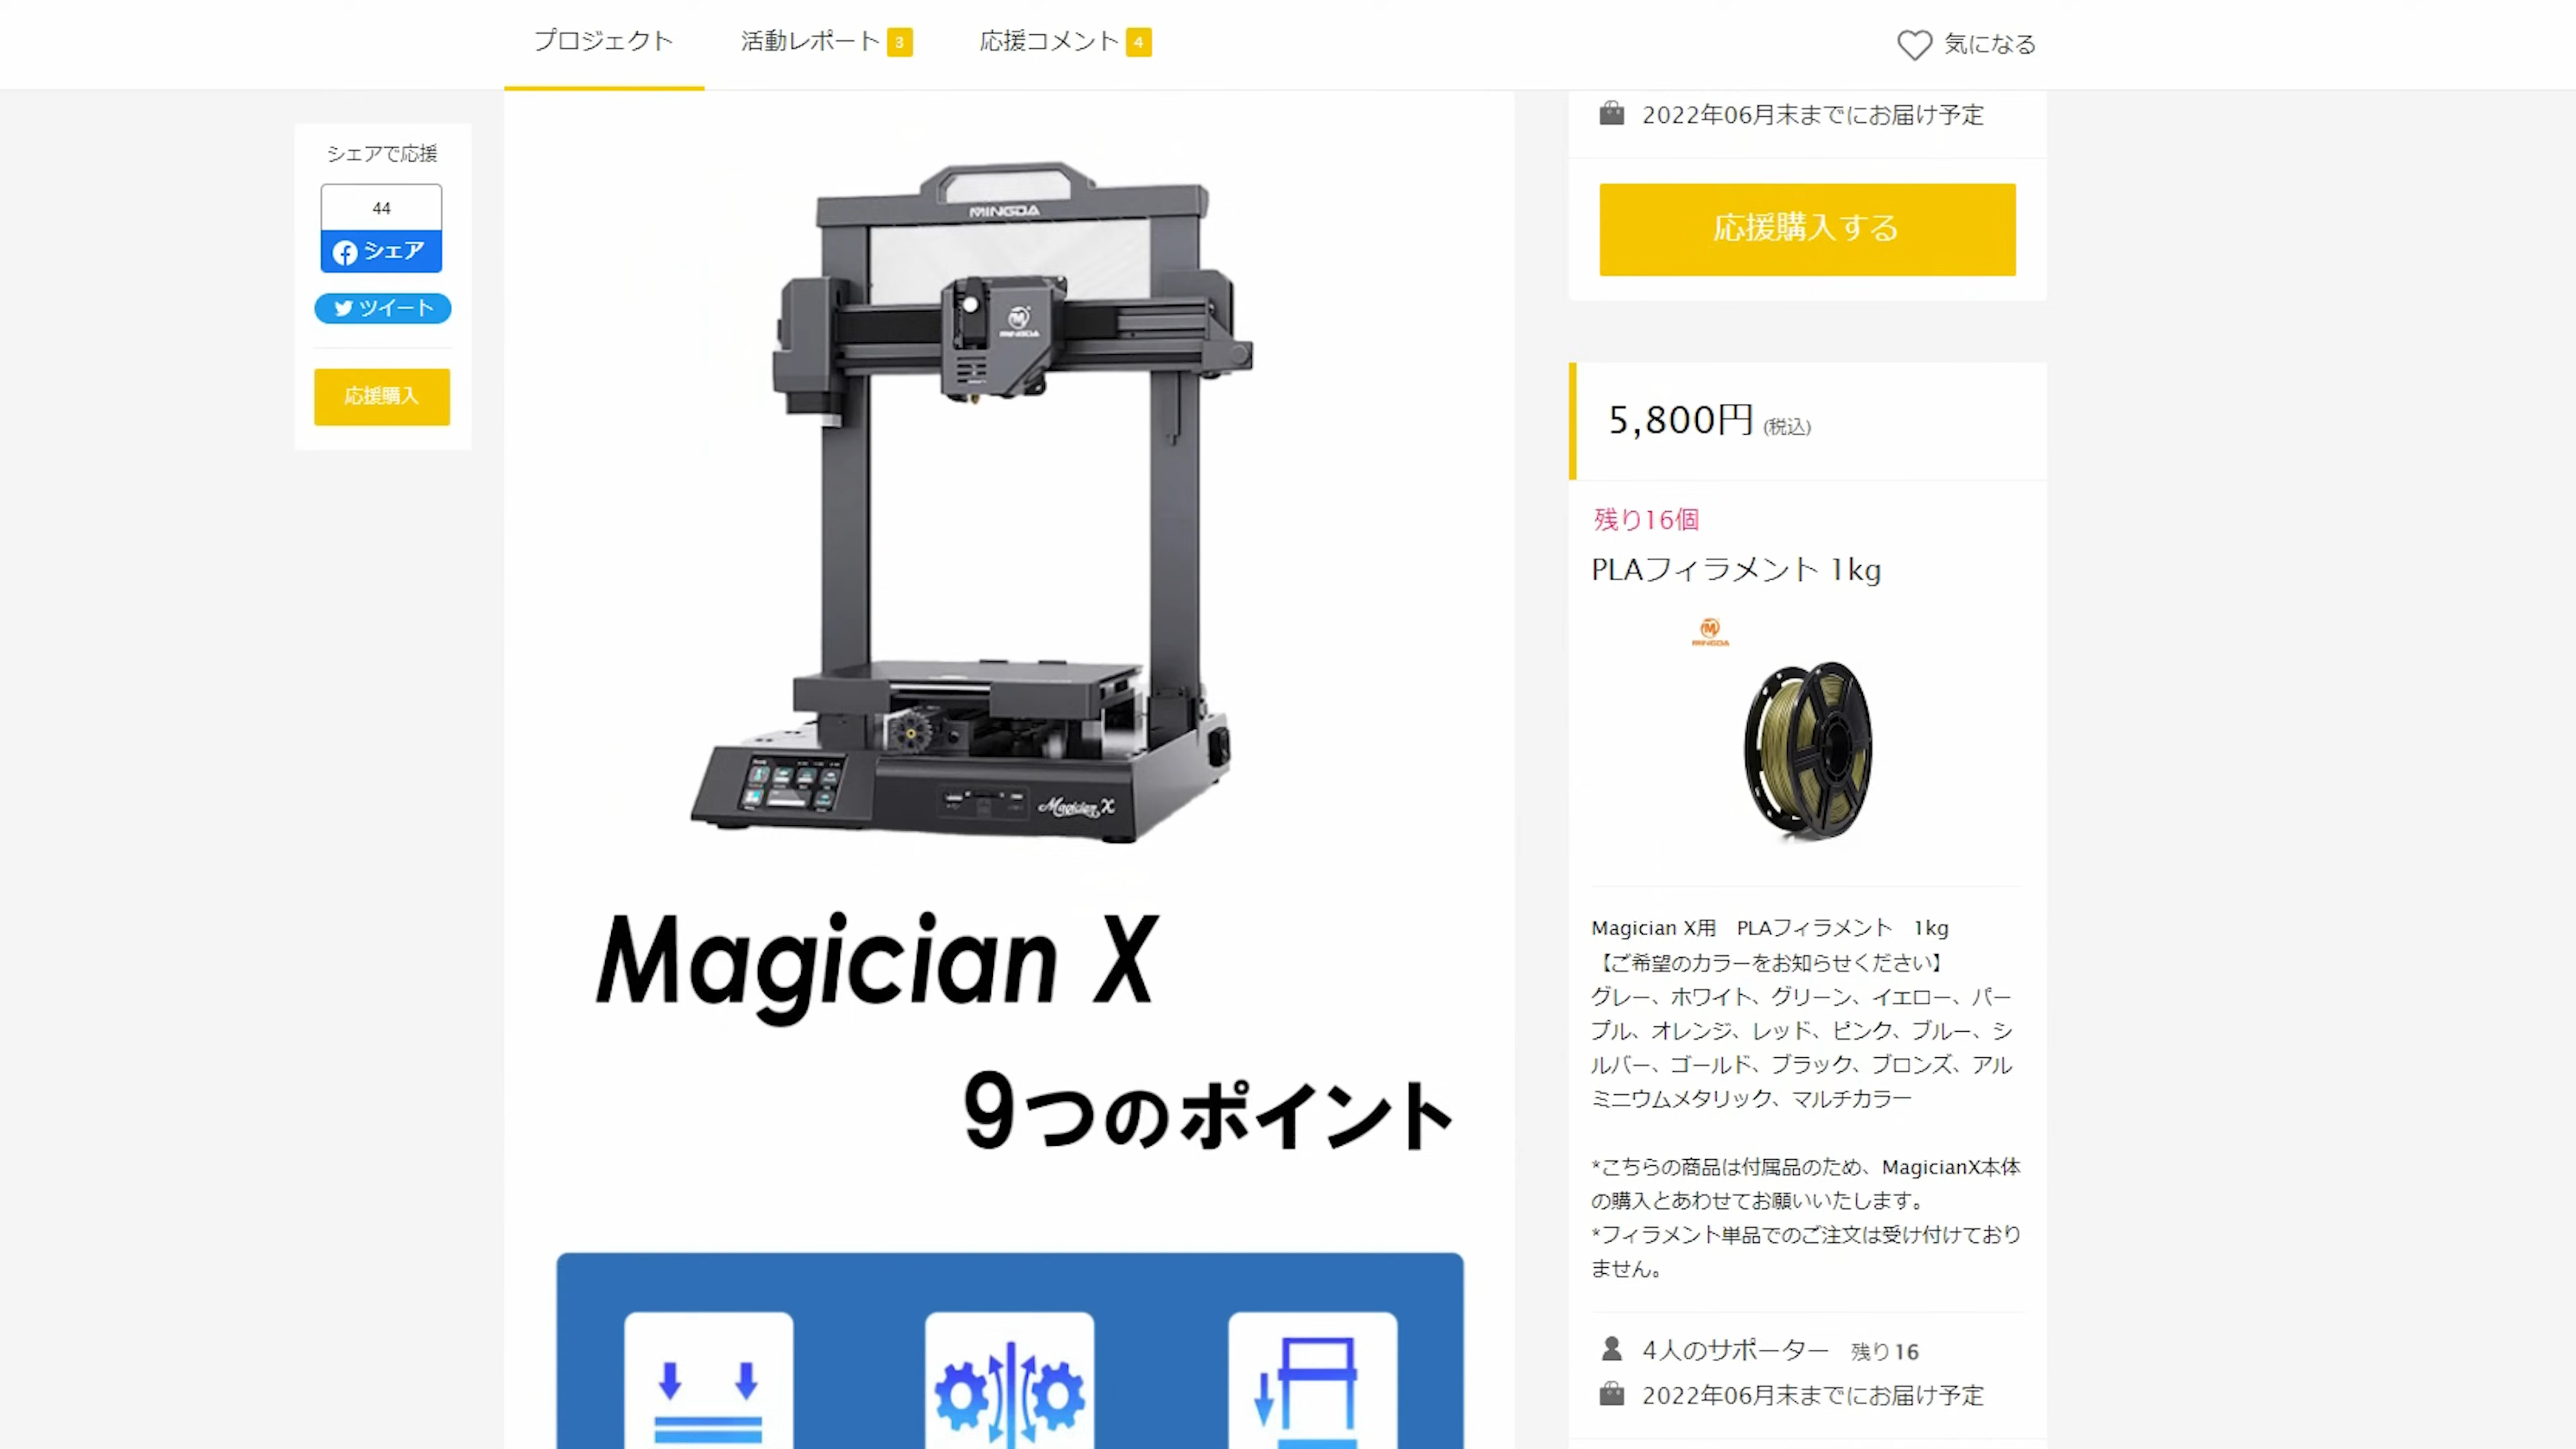 プロジェクト
活動レポート 3
応援コメント 4
気になる
シェアで応援
44
シェア
ツイート
応援購入
MINGDA
MINGDA
Magician X
Magician X
9つのポイント
2022年06月末までにお届け予定
応援購入する
5,800円 (税込)
残り16個
PLAフィラメント 1kg
MINGDA
Magician X用　PLAフィラメント　1kg
【ご希望のカラーをお知らせください】
グレー、ホワイト、グリーン、イエロー、パー
プル、オレンジ、レッド、ピンク、ブルー、シ
ルバー、ゴールド、ブラック、ブロンズ、アル
ミニウムメタリック、マルチカラー
*こちらの商品は付属品のため、MagicianX本体
の購入とあわせてお願いいたします。
*フィラメント単品でのご注文は受け付けており
ません。
4人のサポーター 残り16
2022年06月末までにお届け予定